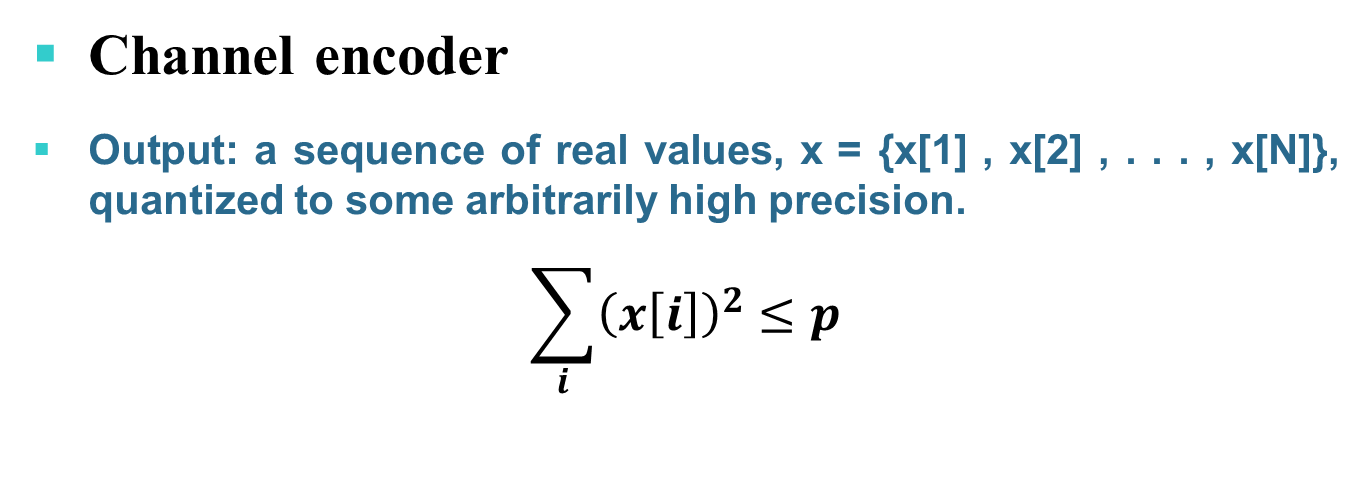 ▪ Channel encoder
▪ Output: a sequence of real values, x = {x[1] , x[2] , . . . , x[N]},
quantized to some arbitrarily high precision.
∑ᵢ(x[i])² ≤ p